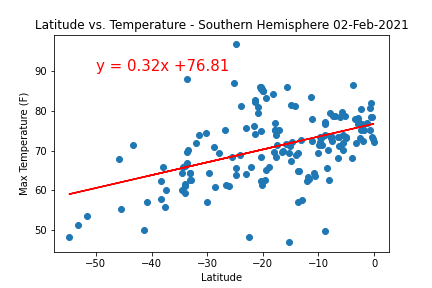 Latitude vs. Temperature - Southern Hemisphere 02-Feb-2021
y = 0.32x +76.81
Max Temperature (F)
90
80
70
60
50
−50
−40
−30
−20
−10
0
Latitude